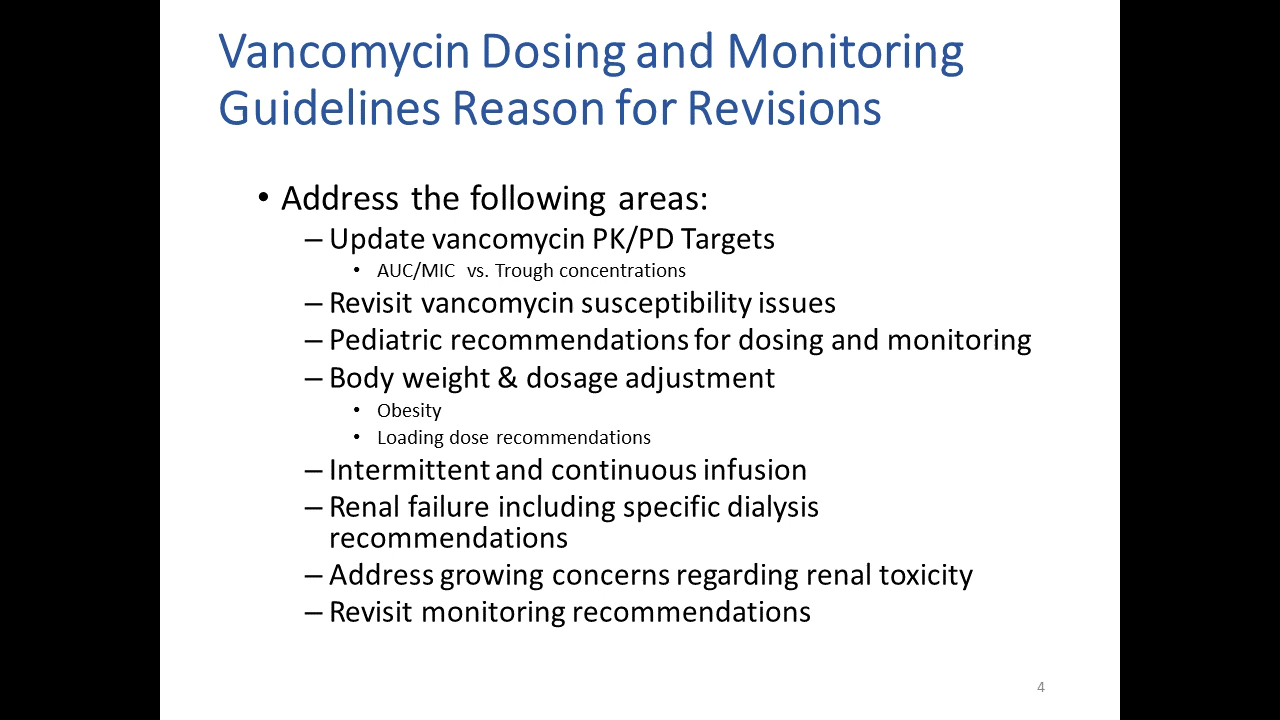 Vancomycin Dosing and Monitoring
Guidelines Reason for Revisions
• Address the following areas:
– Update vancomycin PK/PD Targets
• AUC/MIC vs. Trough concentrations
– Revisit vancomycin susceptibility issues
– Pediatric recommendations for dosing and monitoring
– Body weight & dosage adjustment
• Obesity
• Loading dose recommendations
– Intermittent and continuous infusion
– Renal failure including specific dialysis
recommendations
– Address growing concerns regarding renal toxicity
– Revisit monitoring recommendations
4